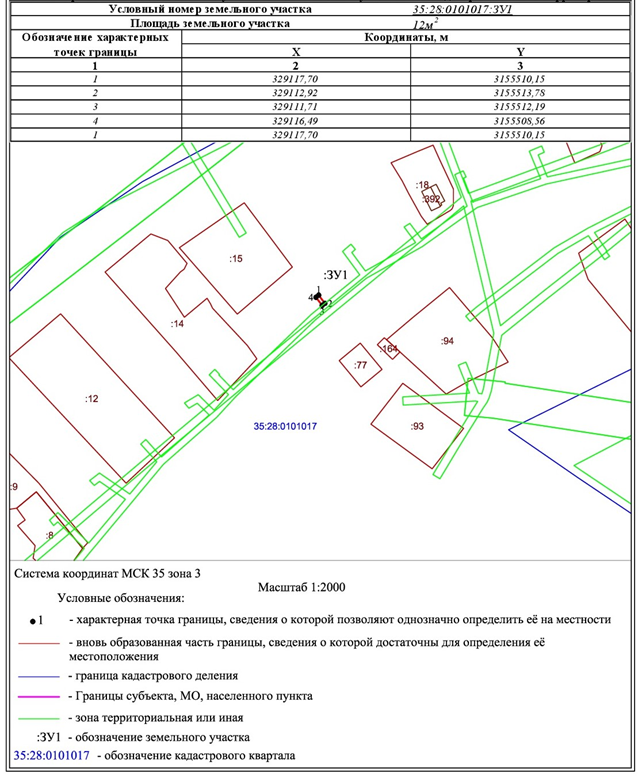 Условный номер земельного участка 35:28:0101017:ЗУ1
Площадь земельного участка 12м²
Обозначение характерных точек границы Координаты, м
X Y
1 2 3
1 329117,70 3155510,15
2 329112,92 3155513,78
3 329111,71 3155512,19
4 329116,49 3155508,56
1 329117,70 3155510,15
:18
:392
:15
:ЗУ1
1
4
2
3
:14
:94
:164
:77
:12
:93
35:28:0101017
:9
:8
Система координат МСК 35 зона 3
Масштаб 1:2000
Условные обозначения:
1 - характерная точка границы, сведения о которой позволяют однозначно определить её на местности
- вновь образованная часть границы, сведения о которой достаточны для определения её
местоположения
- граница кадастрового деления
- Границы субъекта, МО, населенного пункта
- зона территориальная или иная
:ЗУ1 - обозначение земельного участка
35:28:0101017 - обозначение кадастрового квартала